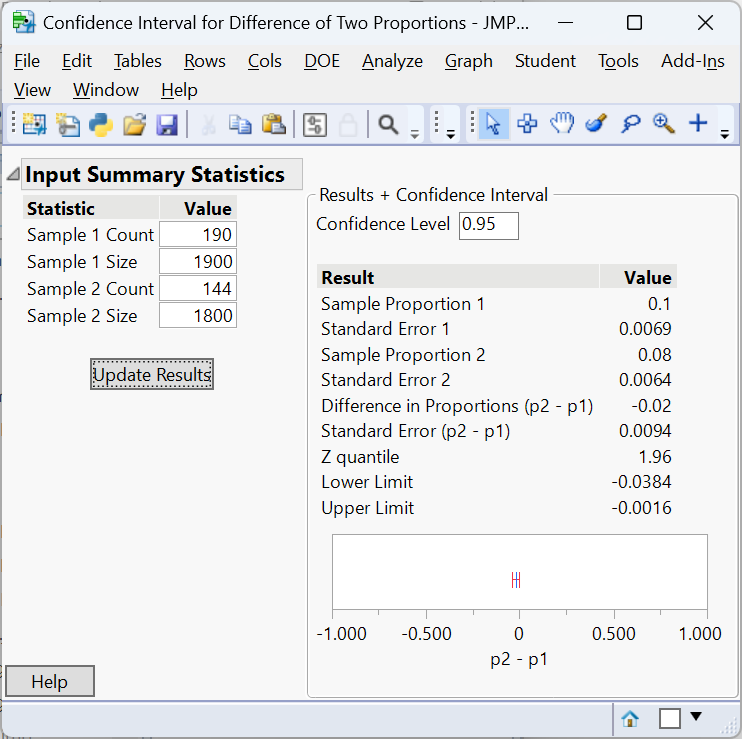 Confidence Interval for Difference of Two Proportions - JMP...
File Edit Tables Rows Cols DOE Analyze Graph Student Tools Add-Ins
View Window Help
Input Summary Statistics
Statistic Value
Sample 1 Count 190
Sample 1 Size 1900
Sample 2 Count 144
Sample 2 Size 1800
Update Results
Results + Confidence Interval
Confidence Level 0.95
Result Value
Sample Proportion 1 0.1
Standard Error 1 0.0069
Sample Proportion 2 0.08
Standard Error 2 0.0064
Difference in Proportions (p2 - p1) -0.02
Standard Error (p2 - p1) 0.0094
Z quantile 1.96
Lower Limit -0.0384
Upper Limit -0.0016
-1.000 -0.500 0 0.500 1.000
p2 - p1
Help